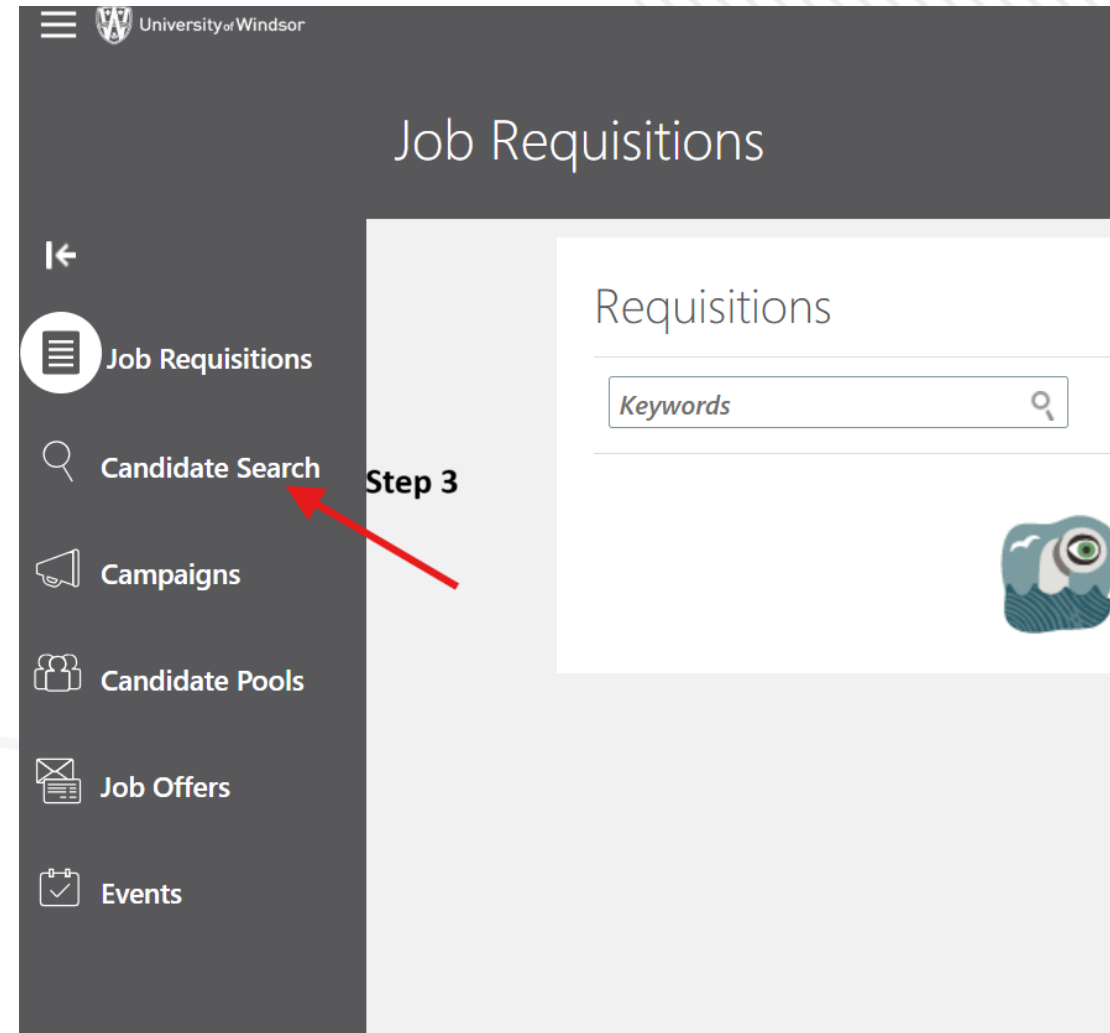 University of Windsor
Job Requisitions
Job Requisitions
Candidate Search
Campaigns
Candidate Pools
Job Offers
Events
Step 3
Requisitions
Keywords